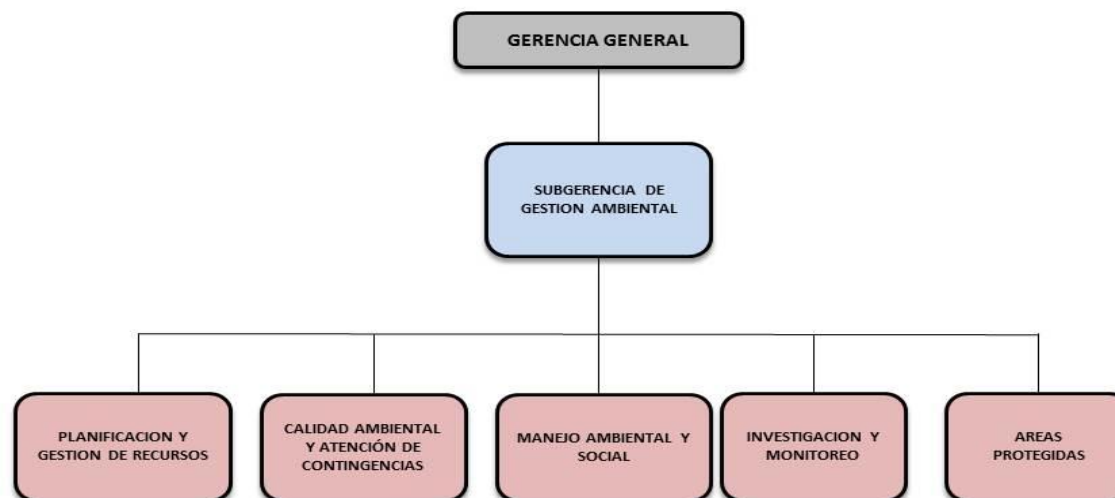 GERENCIA GENERAL
SUBGERENCIA DE
GESTION AMBIENTAL
PLANIFICACION Y
GESTION DE RECURSOS
CALIDAD AMBIENTAL
Y ATENCIÓN DE
CONTINGENCIAS
MANEJO AMBIENTAL Y
SOCIAL
INVESTIGACION Y
MONITOREO
AREAS
PROTEGIDAS